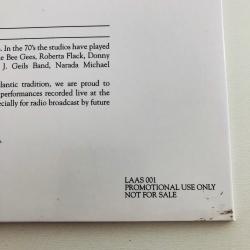 . In the 70's the studios have played
e Bee Gees, Roberta Flack, Donny
J. Geils Band, Narada Michael
lantic tradition, we are proud to
performances recorded live at the
ecially for radio broadcast by future
LAAS 001
PROMOTIONAL USE ONLY
NOT FOR SALE